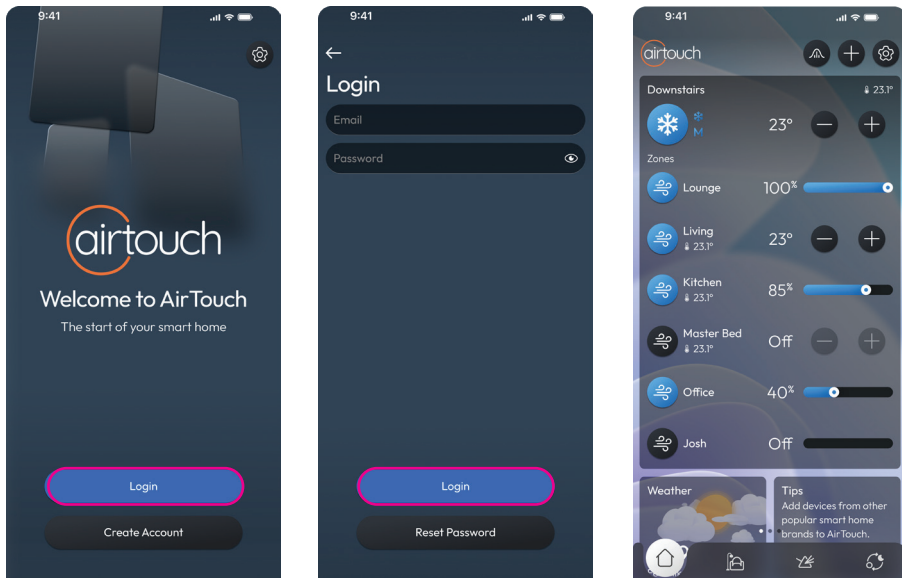 9:41
airtouch
Welcome to AirTouch
The start of your smart home
Login
Create Account
9:41
Login
Email
Password
Login
Reset Password
9:41
airtouch
Downstairs 23.1°
M 23°
Zones
Lounge 100%
Living
23.1° 23°
Kitchen
23.1° 85%
Master Bed
23.1° Off
Office 40%
Josh Off
Weather
Tips
Add devices from other
popular smart home
brands to AirTouch.